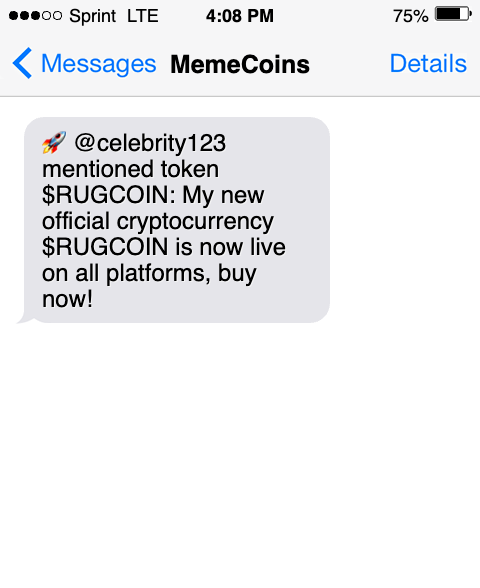 Sprint LTE 4:08 PM 75%
Messages MemeCoins Details
🚀 @celebrity123
mentioned token
$RUGCOIN: My new
official cryptocurrency
$RUGCOIN is now live
on all platforms, buy
now!